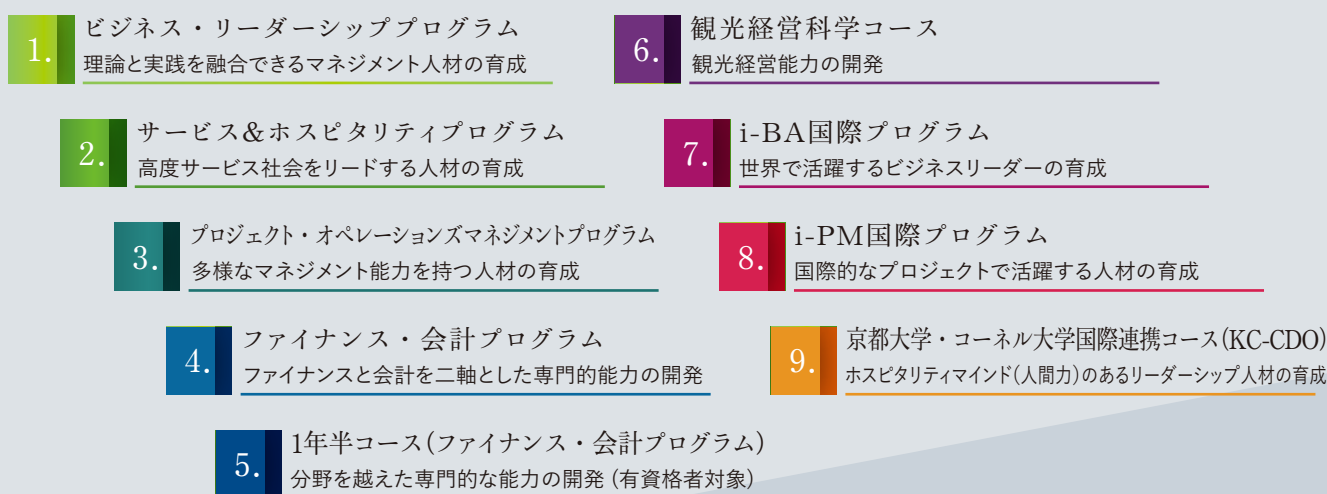 1.
ビジネス・リーダーシッププログラム
理論と実践を融合できるマネジメント人材の育成
2.
サービス&ホスピタリティプログラム
高度サービス社会をリードする人材の育成
3.
プロジェクト・オペレーションズマネジメントプログラム
多様なマネジメント能力を持つ人材の育成
4.
ファイナンス・会計プログラム
ファイナンスと会計を二軸とした専門的能力の開発
5.
1年半コース(ファイナンス・会計プログラム)
分野を越えた専門的な能力の開発 (有資格者対象)
6.
観光経営科学コース
観光経営能力の開発
7.
i-BA国際プログラム
世界で活躍するビジネスリーダーの育成
8.
i-PM国際プログラム
国際的なプロジェクトで活躍する人材の育成
9.
京都大学・コーネル大学国際連携コース(KC-CDO)
ホスピタリティマインド(人間力)のあるリーダーシップ人材の育成